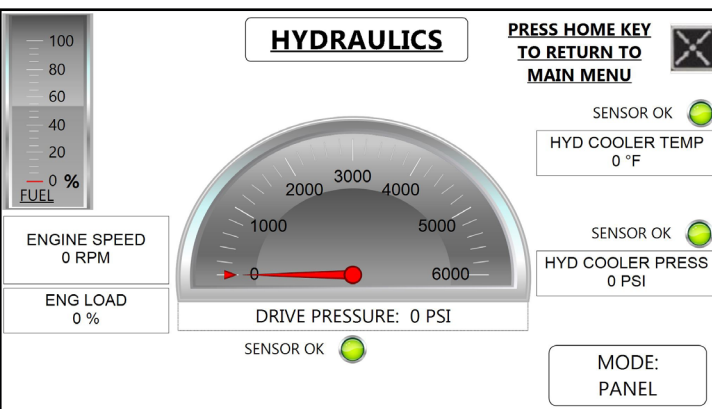 HYDRAULICS
PRESS HOME KEY
TO RETURN TO
MAIN MENU
100
80
60
40
20
0 %
FUEL
ENGINE SPEED
0 RPM
ENG LOAD
0 %
0
1000
2000
3000
4000
5000
6000
DRIVE PRESSURE: 0 PSI
SENSOR OK
SENSOR OK
HYD COOLER TEMP
0 °F
SENSOR OK
HYD COOLER PRESS
0 PSI
MODE:
PANEL